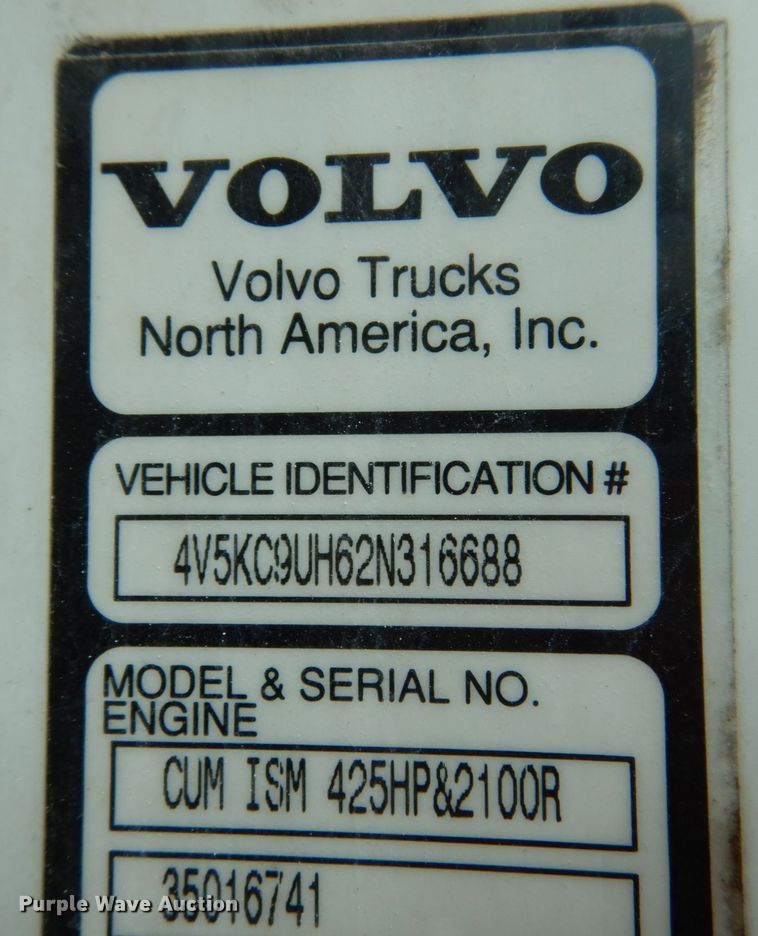 VOLVO
Volvo Trucks
North America, Inc.
VEHICLE IDENTIFICATION #
4V5KC9UH62N316688
MODEL & SERIAL NO.
ENGINE
CUM ISM 425HP&2100R
35016741
Purple Wave Auction